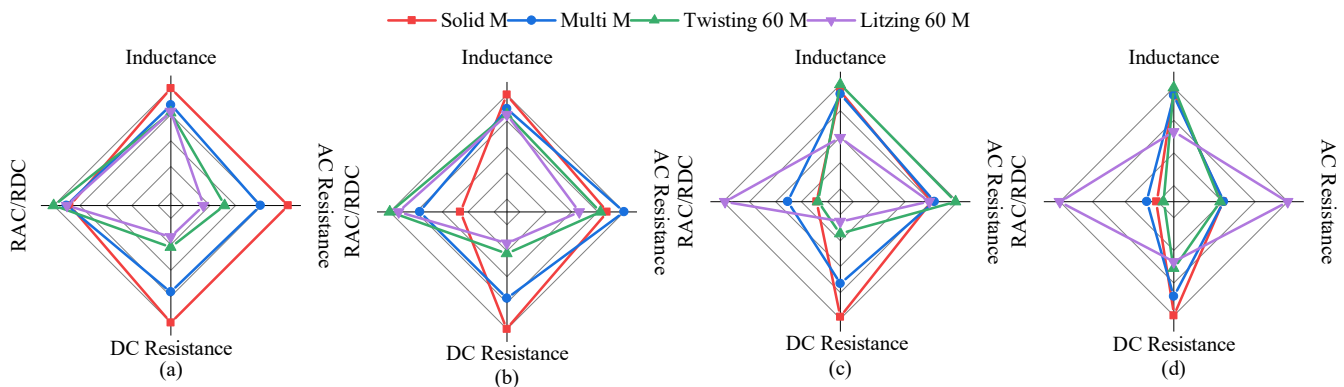 Solid M Multi M Twisting 60 M Litzing 60 M
Inductance Inductance Inductance Inductance
RAC/RDC AC Resistance RAC/RDC AC Resistance RAC/RDC AC Resistance RAC/RDC AC Resistance
DC Resistance DC Resistance DC Resistance DC Resistance
(a) (b) (c) (d)